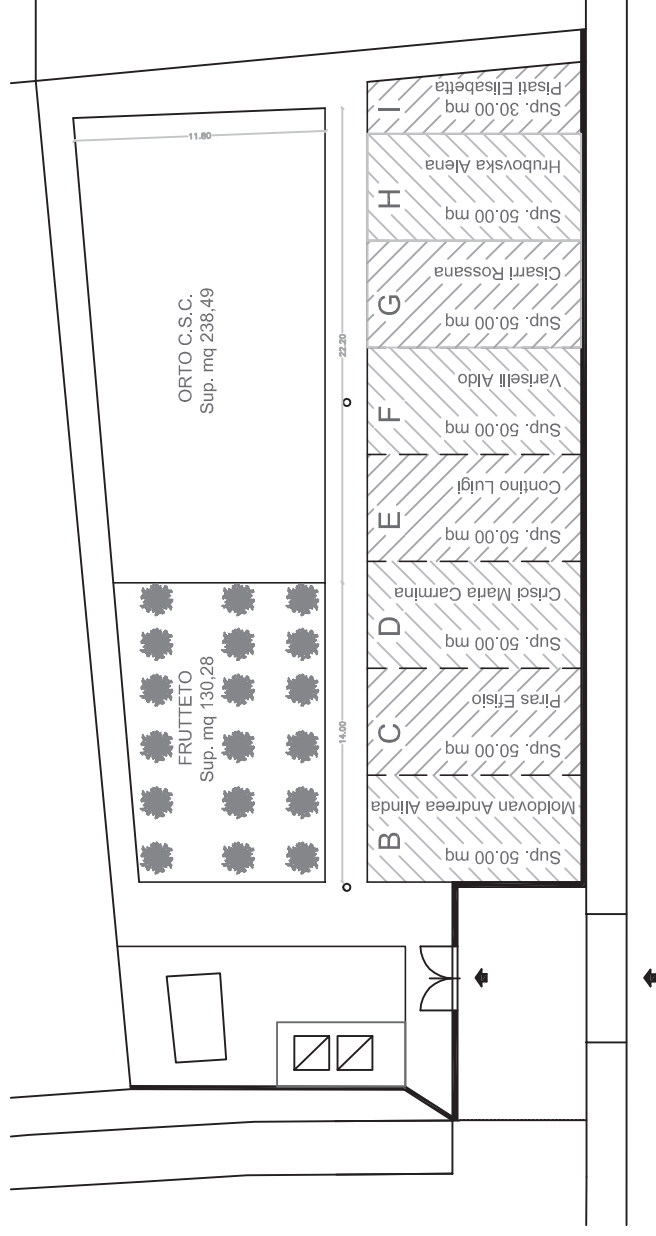 11.80
ORTO C.S.C.
Sup. mq 238,49
22.20
FRUTTETO
Sup. mq 130,28
14.00
I
Pisati Elisabetta
Sup. 30.00 mq
H
Hrubovska Alena
Sup. 50.00 mq
G
Cisarri Rossana
Sup. 50.00 mq
F
Variselli Aldo
Sup. 50.00 mq
E
Contino Luigi
Sup. 50.00 mq
D
Crisci Maria Carmina
Sup. 50.00 mq
C
Piras Efisio
Sup. 50.00 mq
B
Moldovan Andreea Alinda
Sup. 50.00 mq